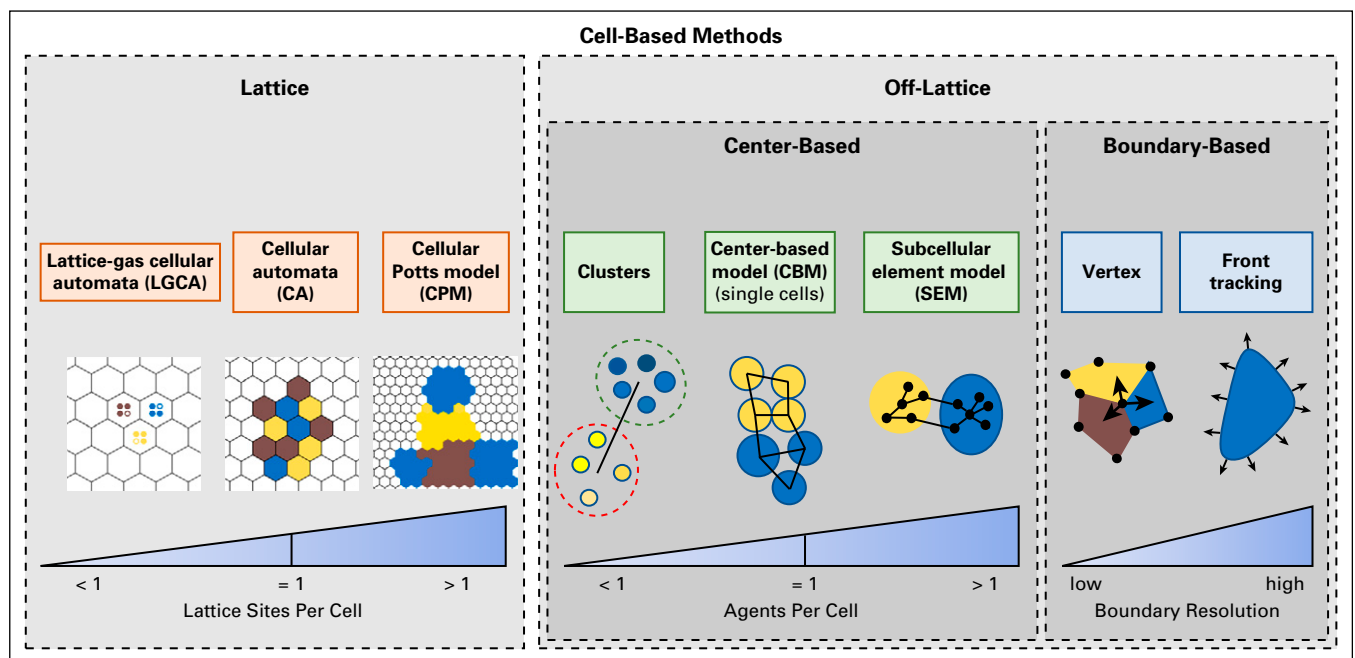 Cell-Based Methods
Lattice
Off-Lattice
Center-Based
Boundary-Based
Lattice-gas cellular
automata (LGCA)
Cellular
automata
(CA)
Cellular
Potts model
(CPM)
Clusters
Center-based
model (CBM)
(single cells)
Subcellular
element model
(SEM)
Vertex
Front
tracking
< 1
= 1
> 1
Lattice Sites Per Cell
< 1
= 1
> 1
Agents Per Cell
low
high
Boundary Resolution